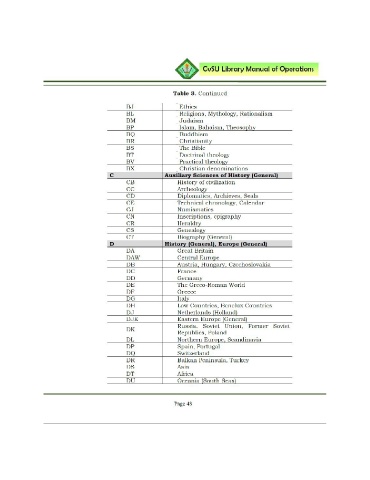 CvSU Library Manual of Operations
Table 3. Continued
BJ Ethics
BL Religions, Mythology, Rationalism
BM Judaism
BP Islam, Bahaism, Theosophy
BQ Buddhism
BR Christianity
BS The Bible
BT Doctrinal theology
BV Practical theology
BX Christian denominations
C Auxiliary Sciences of History (General)
CB History of civilization
CC Archeology
CD Diplomatics, Archieves, Seals
CE Technical chronology, Calendar
CJ Numismatics
CN Inscriptions, epigraphy
CR Heraldry
CS Genealogy
CT Biography (General)
D History (General), Europe (General)
DA Great Britain
DAW Central Europe
DB Austria, Hungary, Czechoslovakia
DC France
DD Germany
DE The Greco-Roman World
DF Greece
DG Italy
DH Low Countries, Benelux Countries
DJ Netherlands (Holland)
DJK Eastern Europe (General)
DK Russia, Soviet Union, Former Soviet
Republics, Poland
DL Northern Europe, Scandinavia
DP Spain, Portugal
DQ Switzerland
DR Balkan Peninsula, Turkey
DS Asia
DT Africa
DU Oceania (South Seas)
Page 45